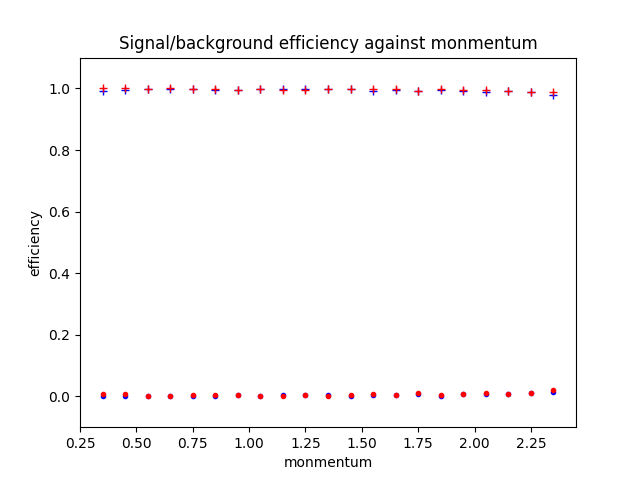 Signal/background efficiency against monmentum
1.0
0.8
0.6
0.4
0.2
0.0
efficiency
0.25 0.50 0.75 1.00 1.25 1.50 1.75 2.00 2.25
monmentum